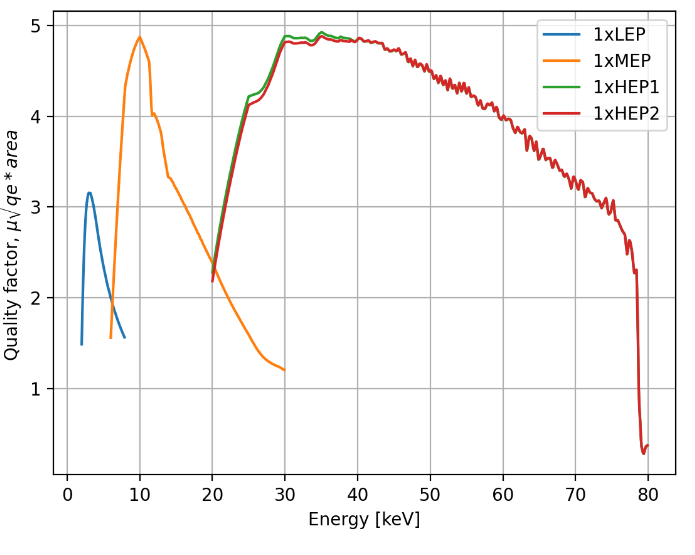 5
4
3
2
1
0 10 20 30 40 50 60 70 80
Energy [keV]
Quality factor, μ√qe * area
1xLEP
1xMEP
1xHEP1
1xHEP2